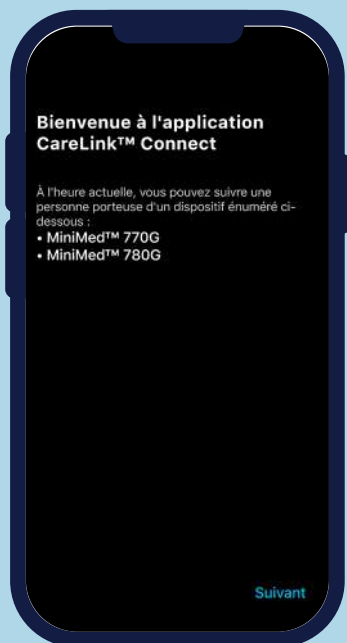 Bienvenue à l'application
CareLink™ Connect
À l'heure actuelle, vous pouvez suivre une
personne porteuse d'un dispositif énuméré ci-
dessous :
• MiniMed™ 770G
• MiniMed™ 780G
Suivant